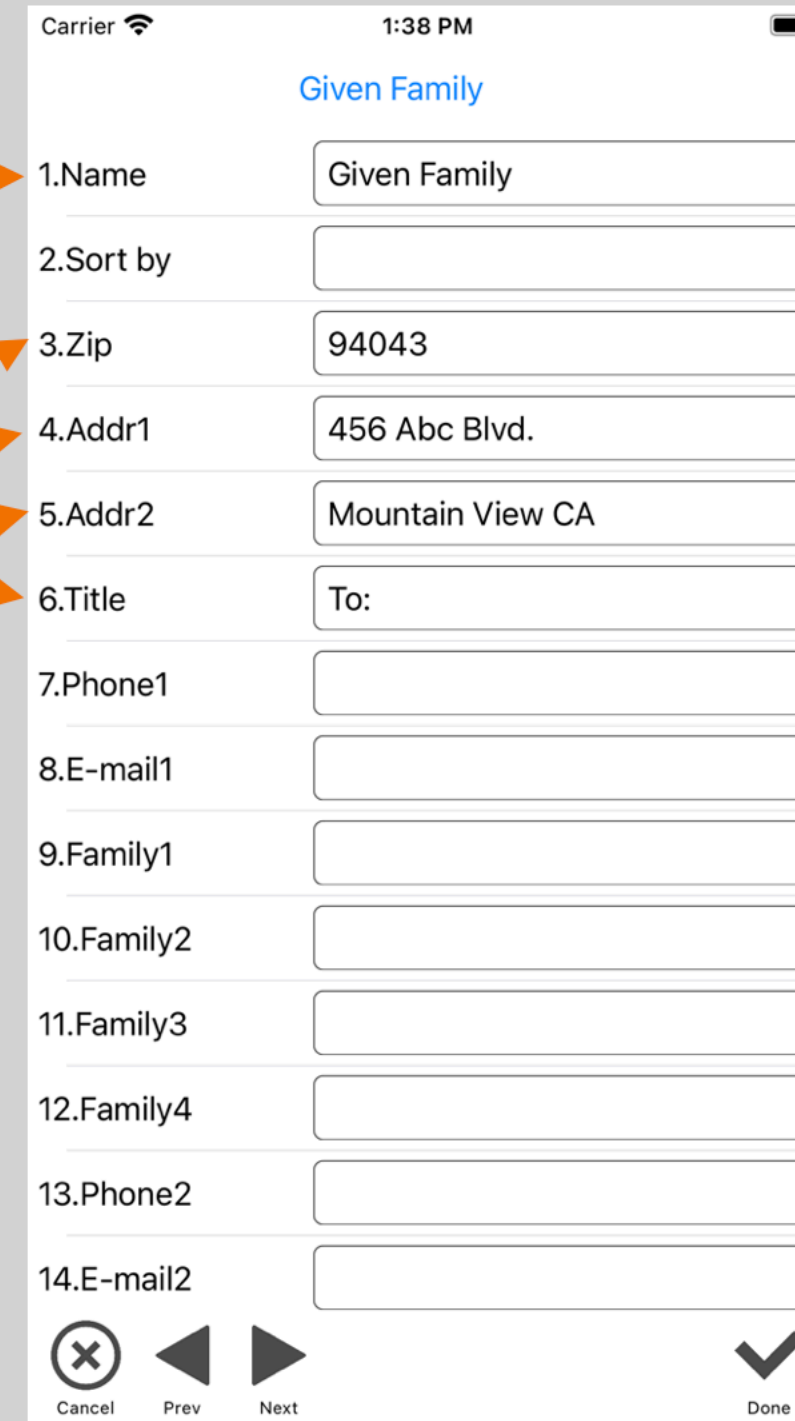 Carrier 1:38 PM
Given Family
1.Name Given Family
2.Sort by
3.Zip 94043
4.Addr1 456 Abc Blvd.
5.Addr2 Mountain View CA
6.Title To:
7.Phone1
8.E-mail1
9.Family1
10.Family2
11.Family3
12.Family4
13.Phone2
14.E-mail2
Cancel Prev Next Done